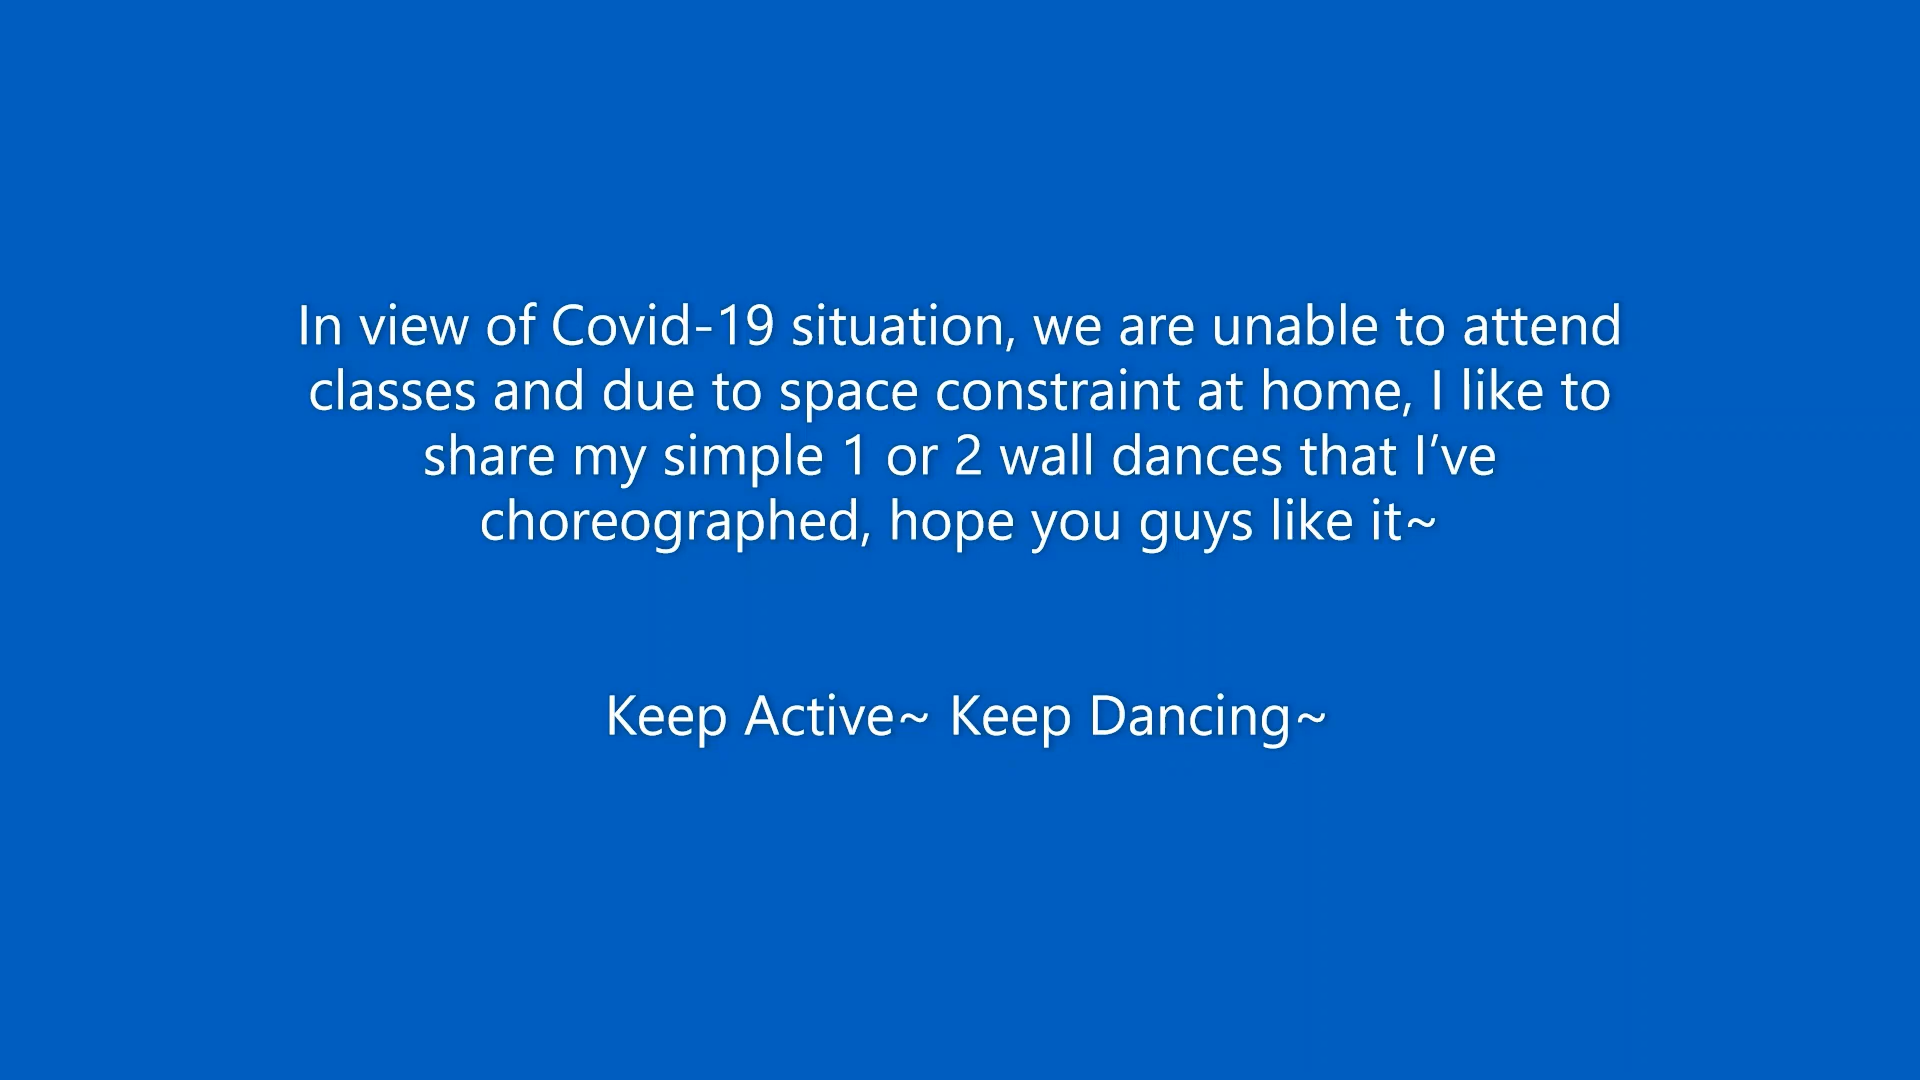 In view of Covid-19 situation, we are unable to attend
classes and due to space constraint at home, I like to
share my simple 1 or 2 wall dances that I’ve
choreographed, hope you guys like it~
Keep Active~ Keep Dancing~